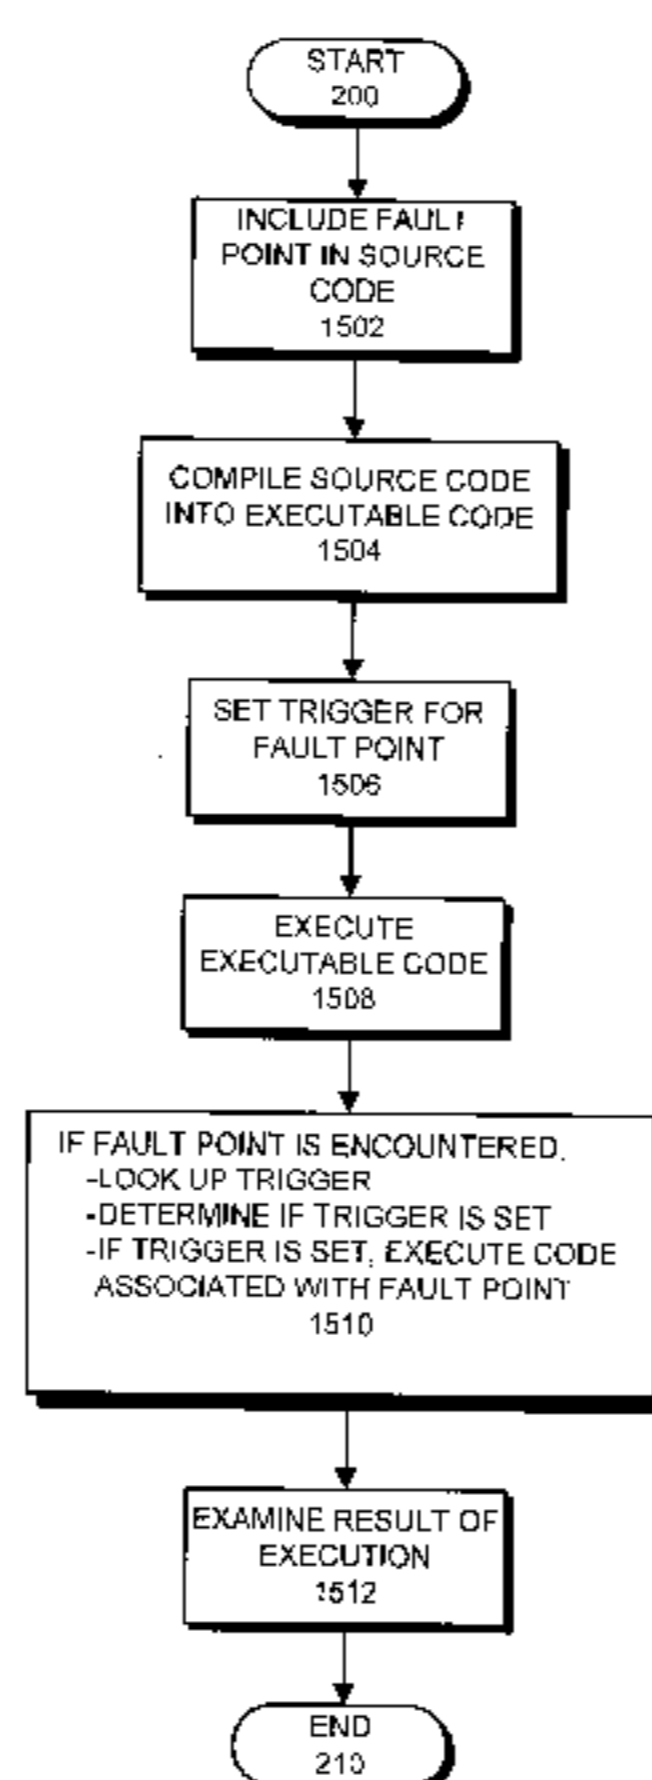 START
200
INCLUDE FAULT
POINT IN SOURCE
CODE
1502
COMPILE SOURCE CODE
INTO EXECUTABLE CODE
1504
SET TRIGGER FOR
FAULT POINT
1506
EXECUTE
EXECUTABLE CODE
1508
IF FAULT POINT IS ENCOUNTERED,
-LOOK UP TRIGGER
-DETERMINE IF TRIGGER IS SET
-IF TRIGGER IS SET, EXECUTE CODE
ASSOCIATED WITH FAULT POINT
1510
EXAMINE RESULT OF
EXECUTION
1512
END
210